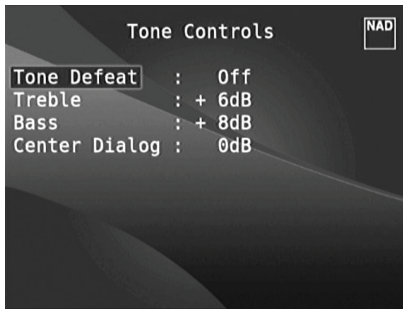 Tone Controls
NAD
Tone Defeat : Off
Treble : + 6dB
Bass : + 8dB
Center Dialog : 0dB